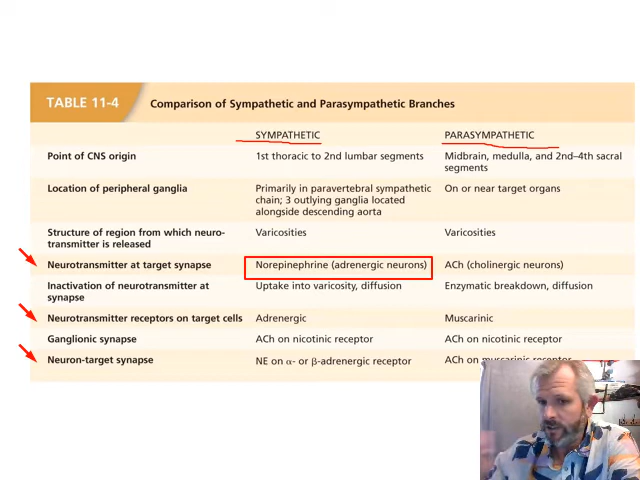 TABLE 11-4 Comparison of Sympathetic and Parasympathetic Branches
SYMPATHETIC PARASYMPATHETIC
Point of CNS origin 1st thoracic to 2nd lumbar segments Midbrain, medulla, and 2nd–4th sacral
segments
Location of peripheral ganglia Primarily in paravertebral sympathetic On or near target organs
chain; 3 outlying ganglia located
alongside descending aorta
Structure of region from which neuro- Varicosities Varicosities
transmitter is released
Neurotransmitter at target synapse Norepinephrine (adrenergic neurons) ACh (cholinergic neurons)
Inactivation of neurotransmitter at Uptake into varicosity, diffusion Enzymatic breakdown, diffusion
synapse
Neurotransmitter receptors on target cells Adrenergic Muscarinic
Ganglionic synapse ACh on nicotinic receptor ACh on nicotinic receptor
Neuron-target synapse NE on α- or β-adrenergic receptor ACh on muscarinic receptor